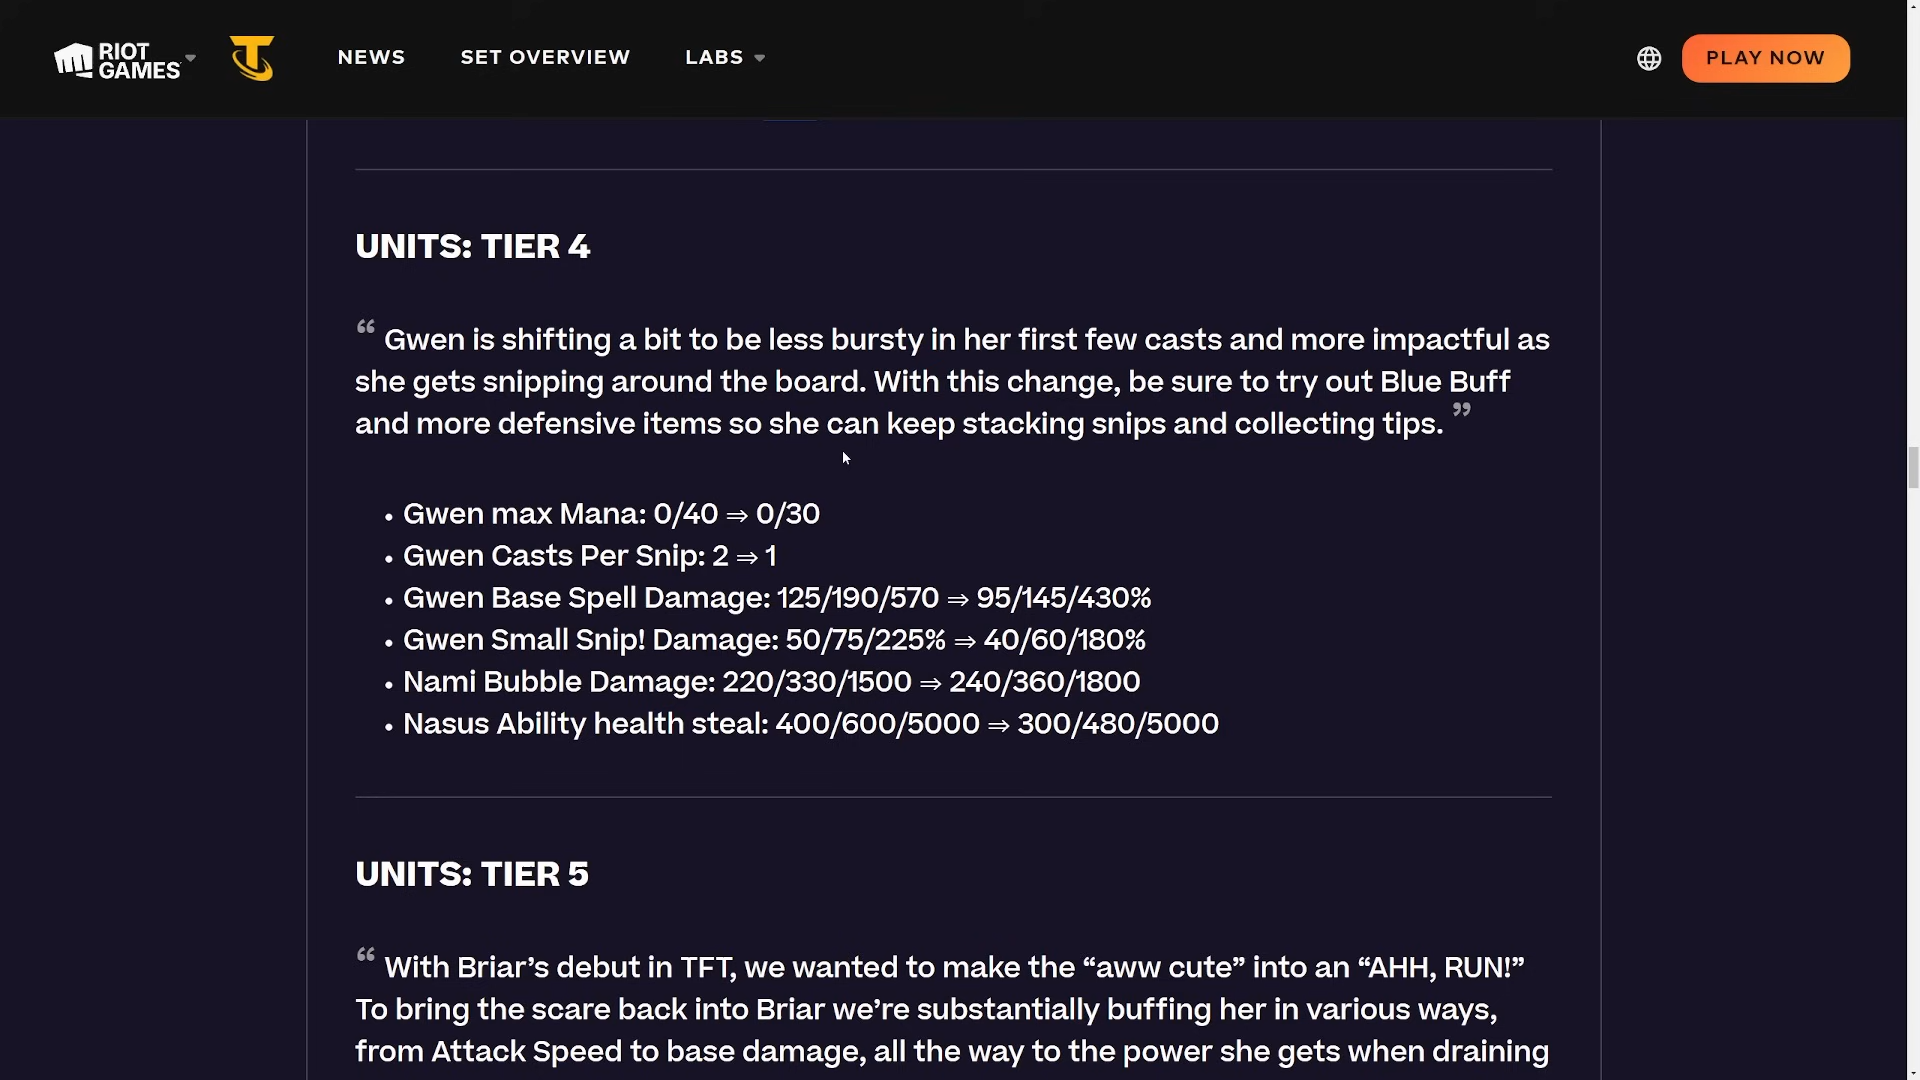 RIOT GAMES
NEWS
SET OVERVIEW
LABS
PLAY NOW
UNITS: TIER 4
“ Gwen is shifting a bit to be less bursty in her first few casts and more impactful as
she gets snipping around the board. With this change, be sure to try out Blue Buff
and more defensive items so she can keep stacking snips and collecting tips. ”
• Gwen max Mana: 0/40 ⇒ 0/30
• Gwen Casts Per Snip: 2 ⇒ 1
• Gwen Base Spell Damage: 125/190/570 ⇒ 95/145/430%
• Gwen Small Snip! Damage: 50/75/225% ⇒ 40/60/180%
• Nami Bubble Damage: 220/330/1500 ⇒ 240/360/1800
• Nasus Ability health steal: 400/600/5000 ⇒ 300/480/5000
UNITS: TIER 5
“ With Briar’s debut in TFT, we wanted to make the “aww cute” into an “AHH, RUN!”
To bring the scare back into Briar we’re substantially buffing her in various ways,
from Attack Speed to base damage, all the way to the power she gets when draining